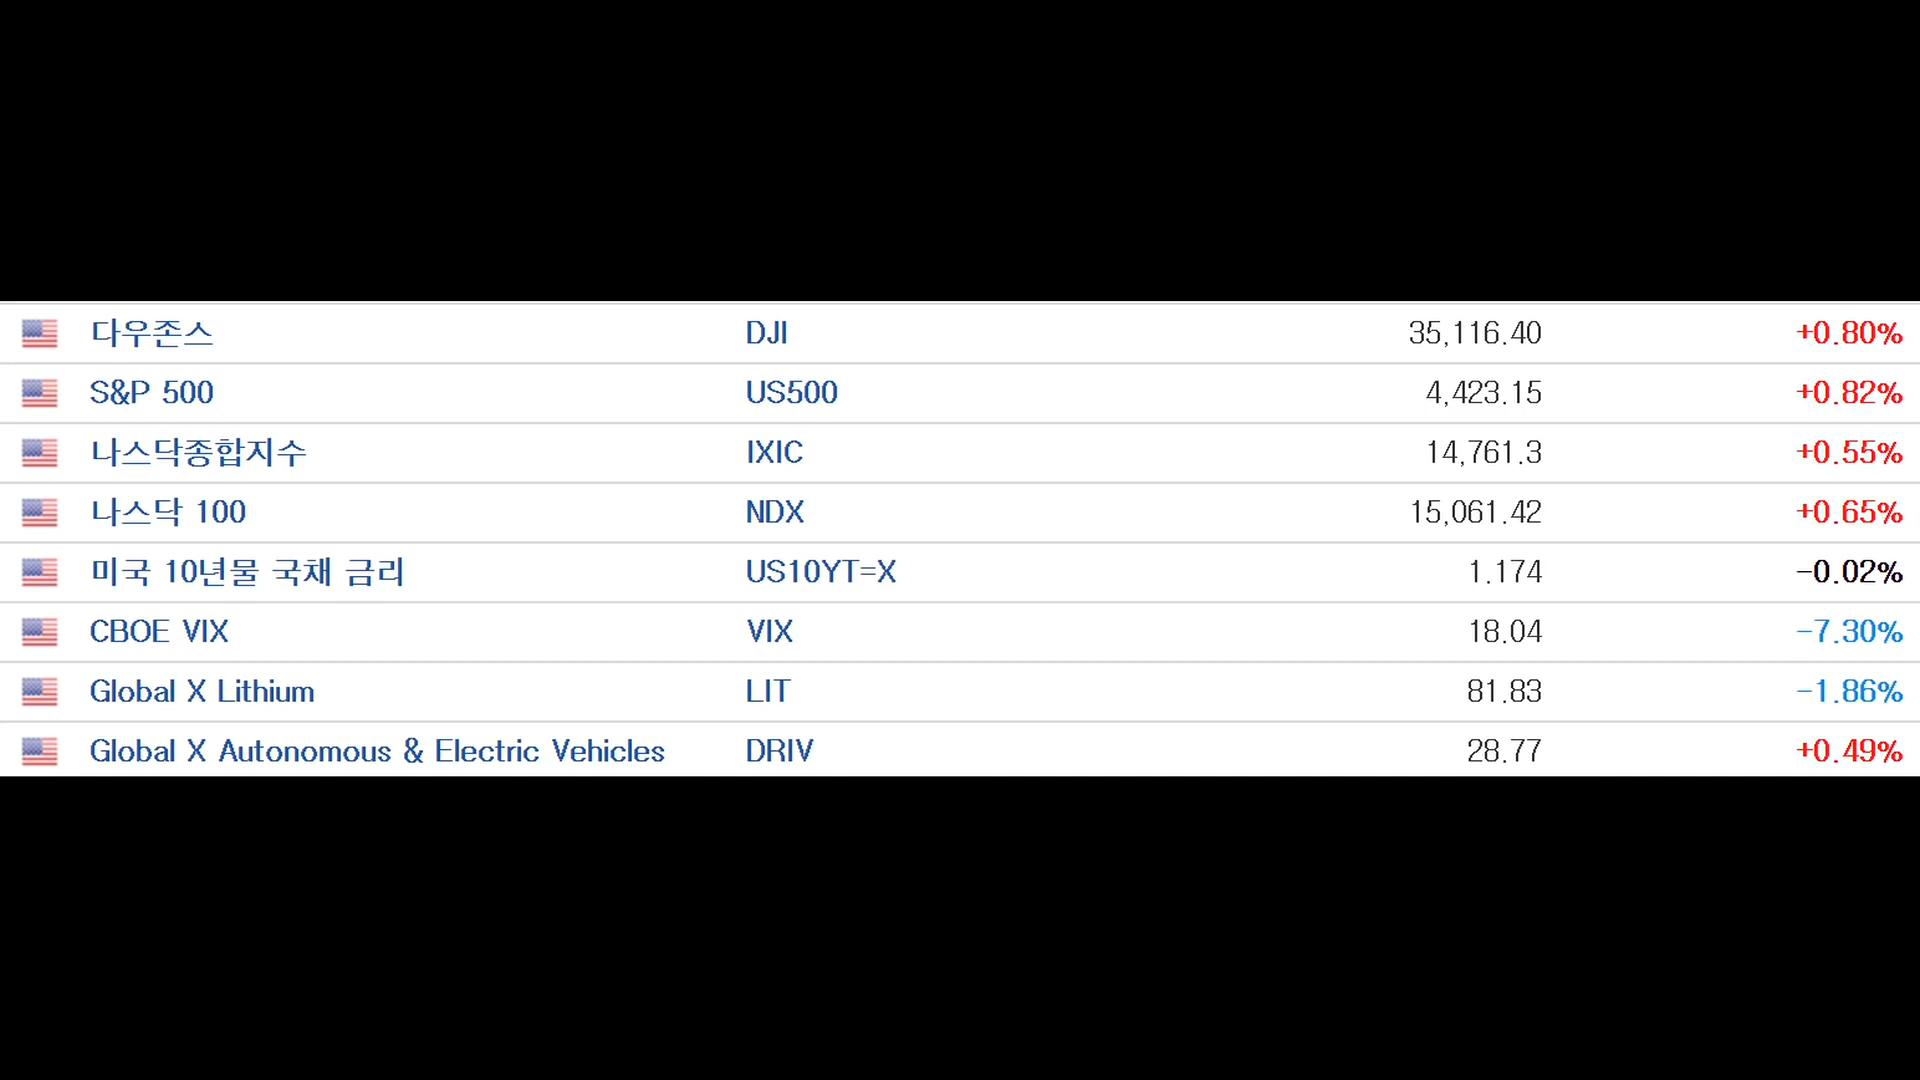 다우존스 DJI 35,116.40 +0.80%
S&P 500 US500 4,423.15 +0.82%
나스닥종합지수 IXIC 14,761.3 +0.55%
나스닥 100 NDX 15,061.42 +0.65%
미국 10년물 국채 금리 US10YT=X 1.174 -0.02%
CBOE VIX VIX 18.04 -7.30%
Global X Lithium LIT 81.83 -1.86%
Global X Autonomous & Electric Vehicles DRIV 28.77 +0.49%